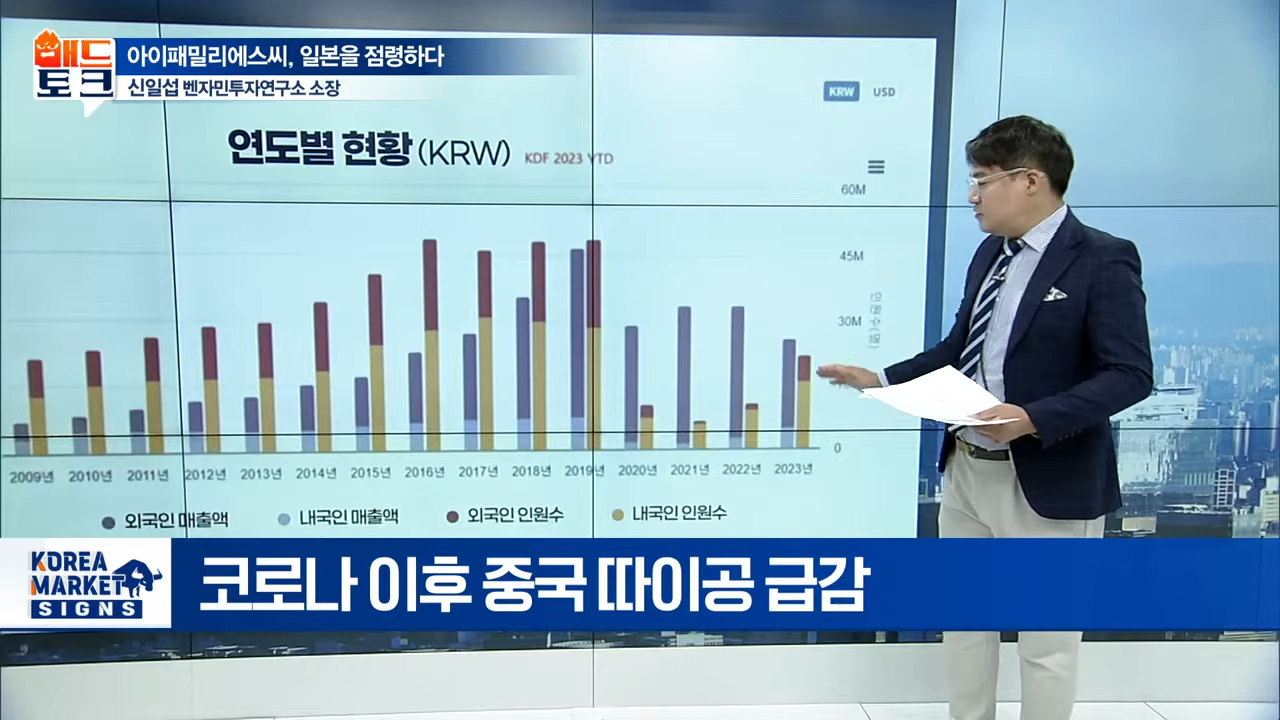 매드
토크
아이패밀리에스씨, 일본을 점령하다
신일섭 벤자민투자연구소 소장
KRW USD
연도별 현황 (KRW) KDF 2023 YTD
60M
45M
30M
인원수(명)
0
2009년 2010년 2011년 2012년 2013년 2014년 2015년 2016년 2017년 2018년 2019년 2020년 2021년 2022년 2023년
외국인 매출액 내국인 매출액 외국인 인원수 내국인 인원수
KOREA
MARKET
SIGNS
코로나 이후 중국 따이공 급감